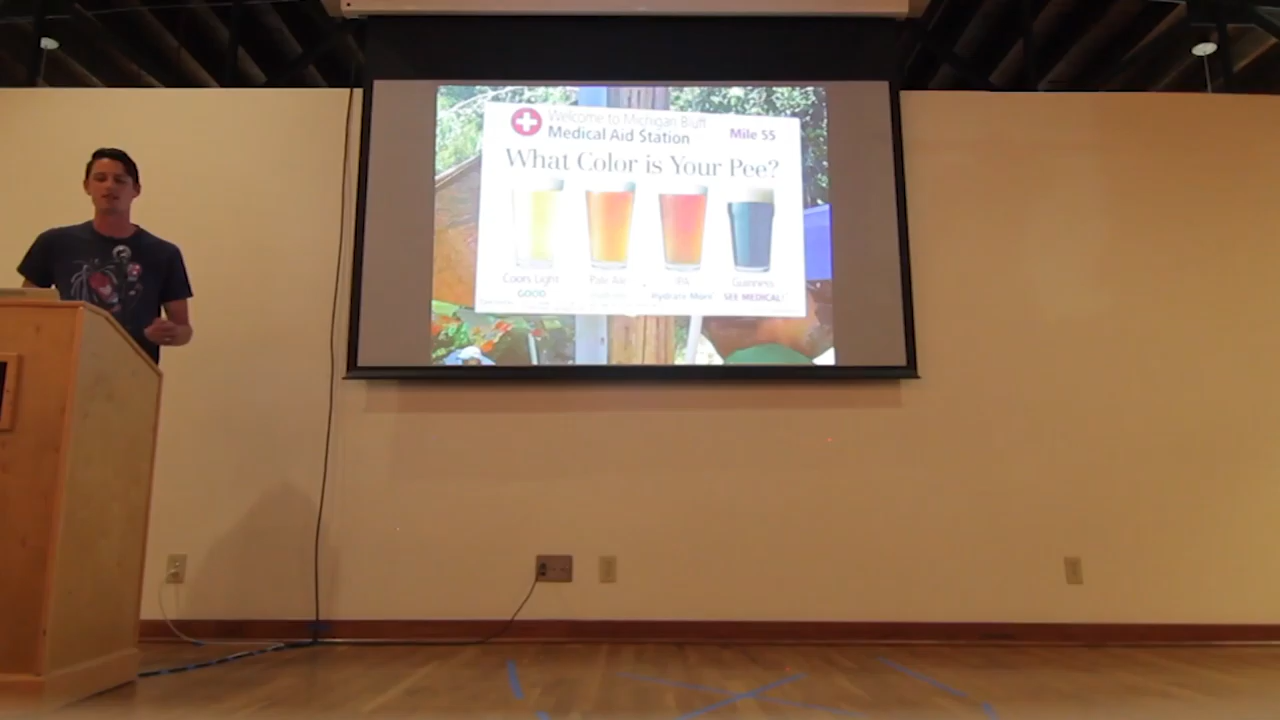 Welcome to Michigan Bluff
Medical Aid Station
Mile 55
What Color is Your Pee?
Coors Light
Pale Ale
IPA
Guinness
GOOD
Hydrate More
SEE MEDICAL!